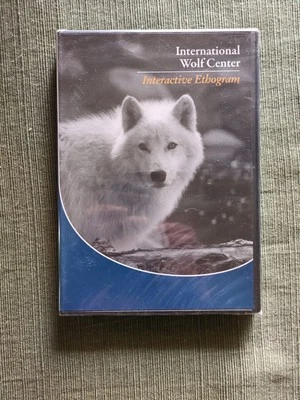 International
Wolf Center
Interactive Ethogram